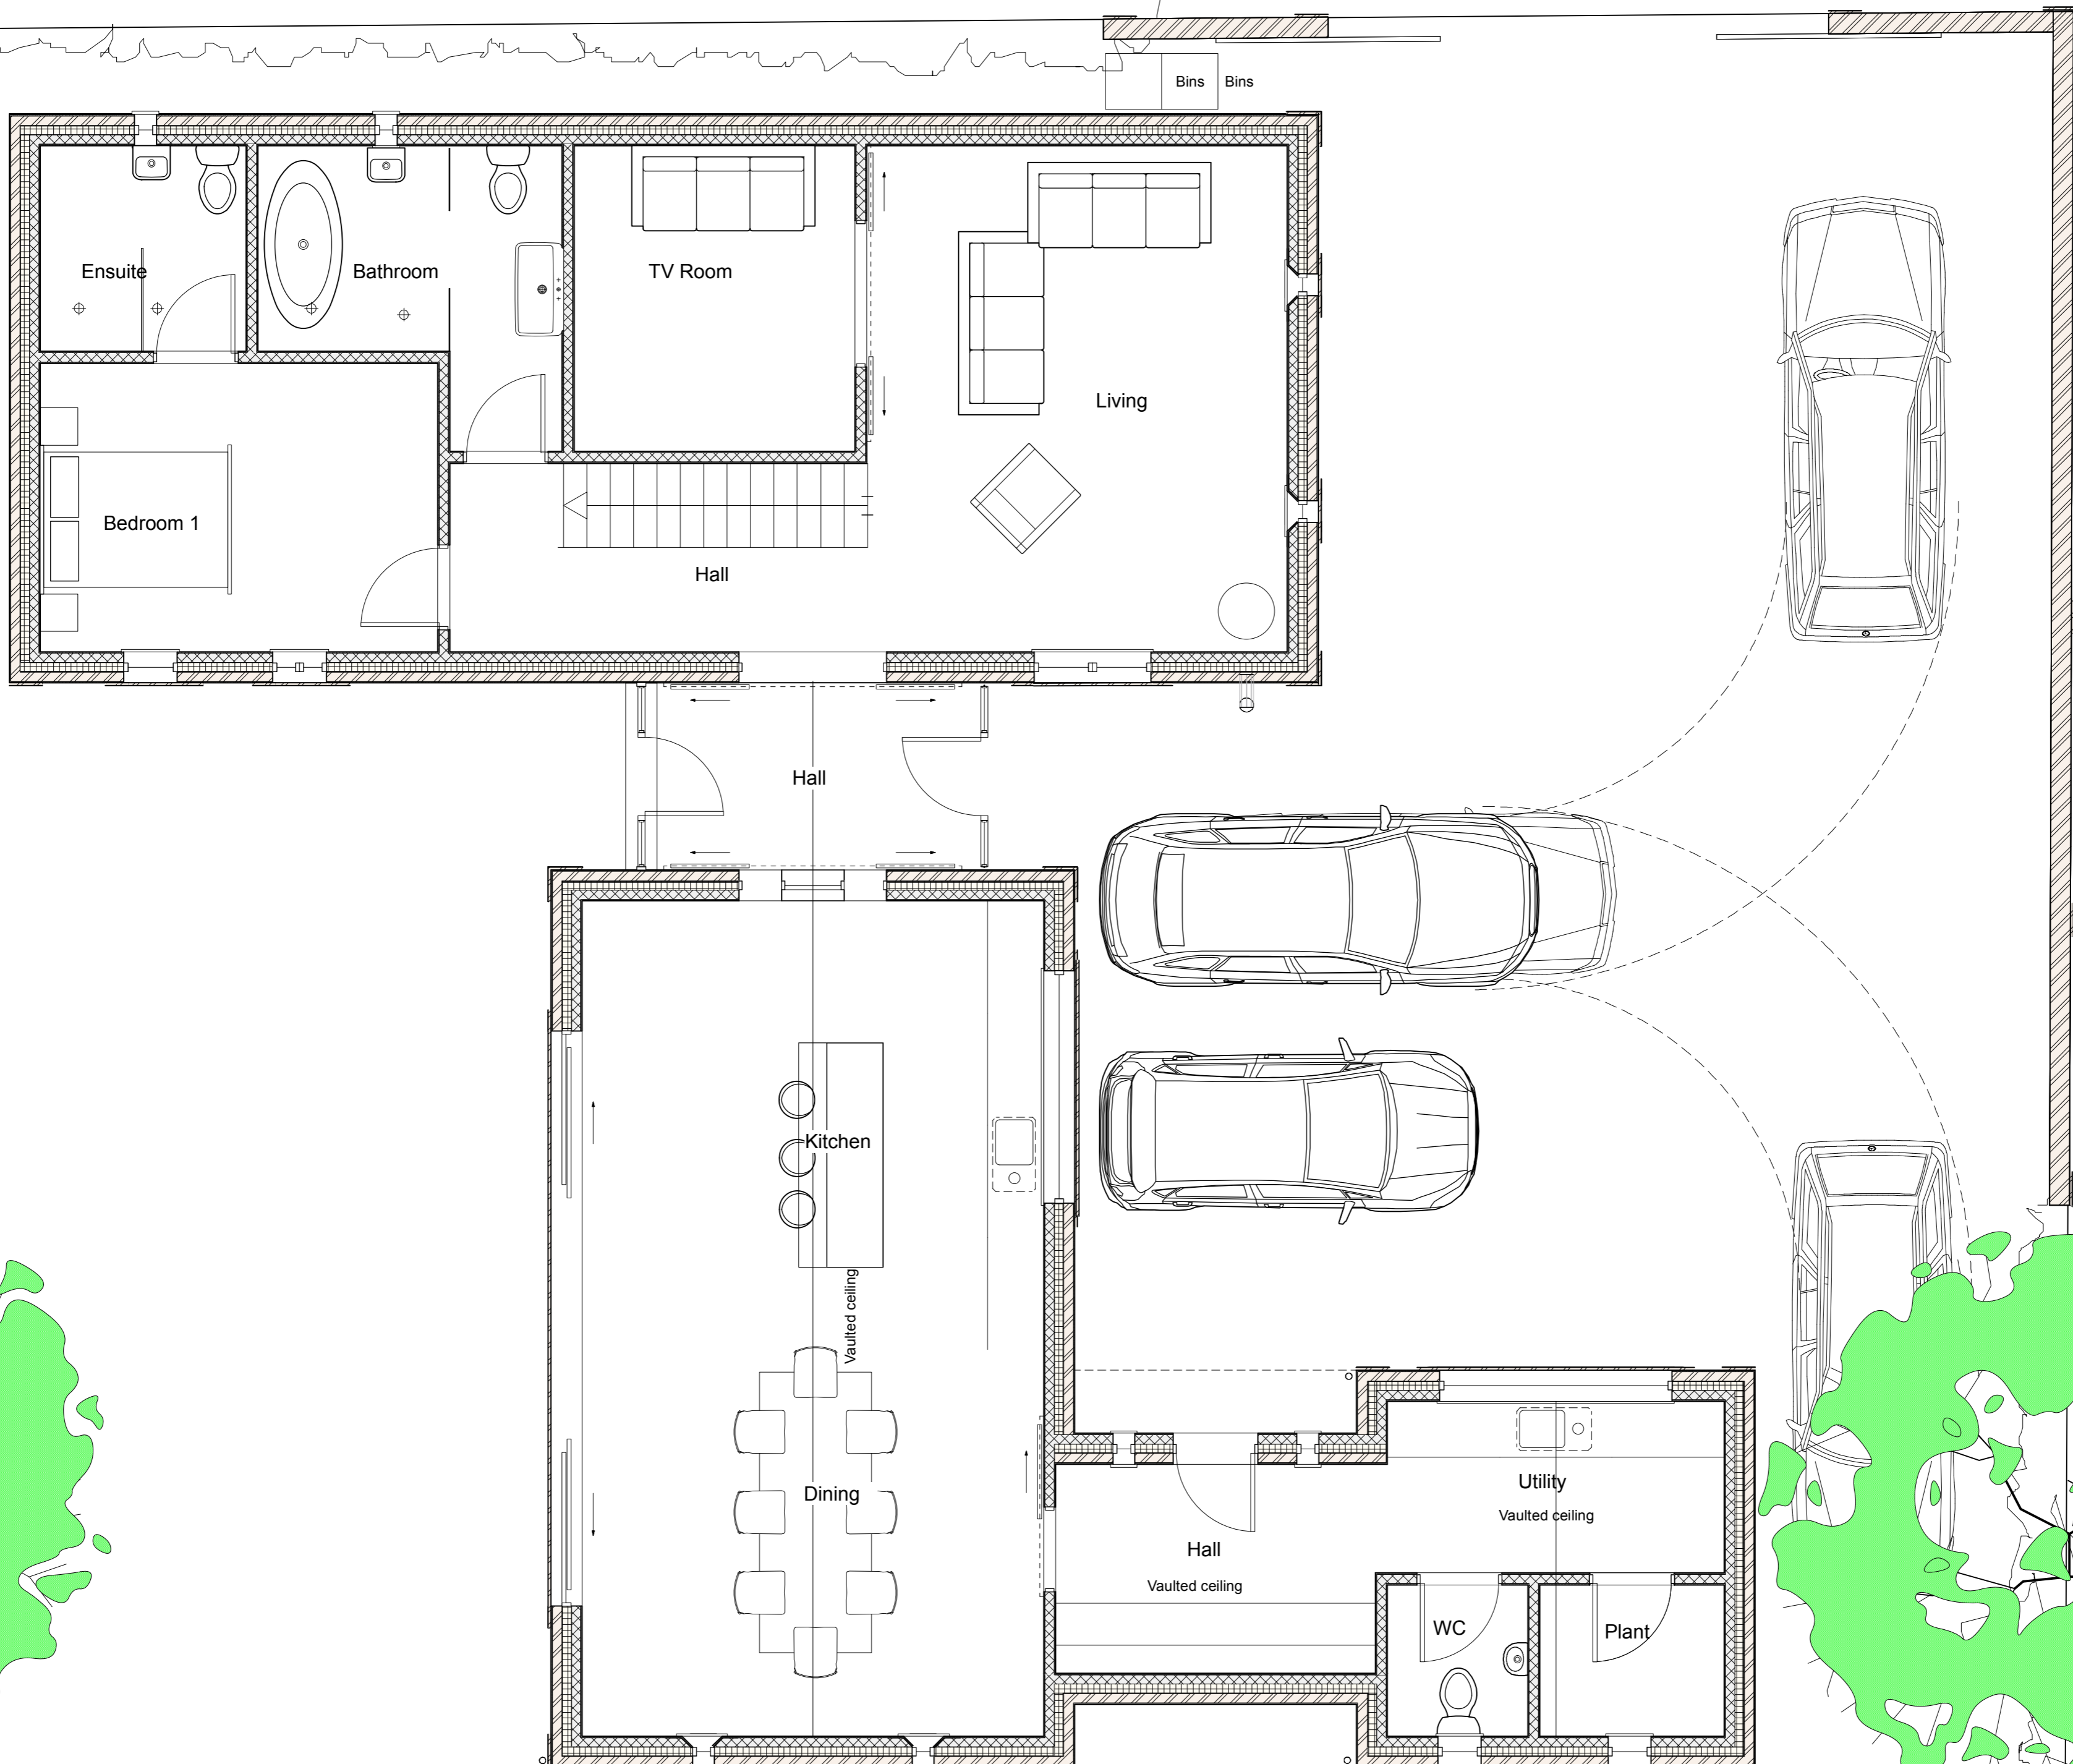 Bins Bins
Ensuite
Bathroom
TV Room
Living
Bedroom 1
Hall
Hall
Kitchen
Vaulted ceiling
Dining
Utility
Vaulted ceiling
Hall
Vaulted ceiling
WC
Plant